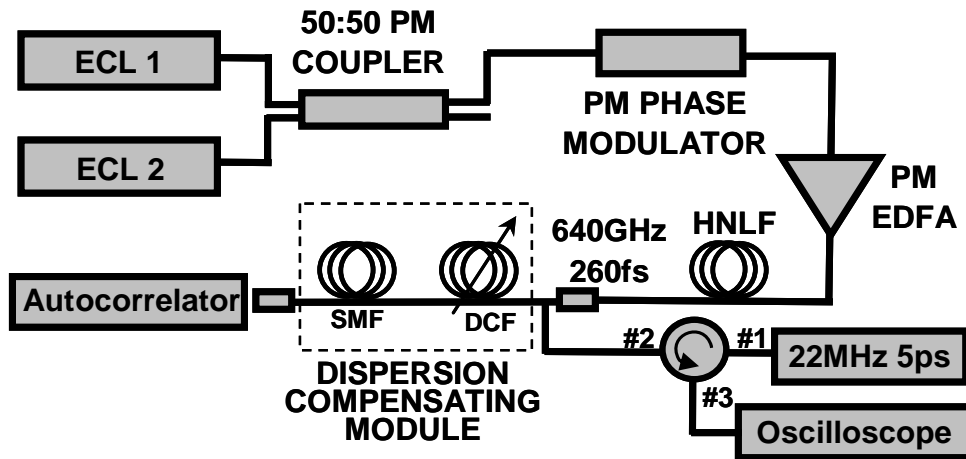 50:50 PM
COUPLER
ECL 1
ECL 2
PM PHASE
MODULATOR
PM
EDFA
HNLF
640GHz
260fs
Autocorrelator
SMF
DCF
DISPERSION
COMPENSATING
MODULE
#2
#1
#3
22MHz 5ps
Oscilloscope